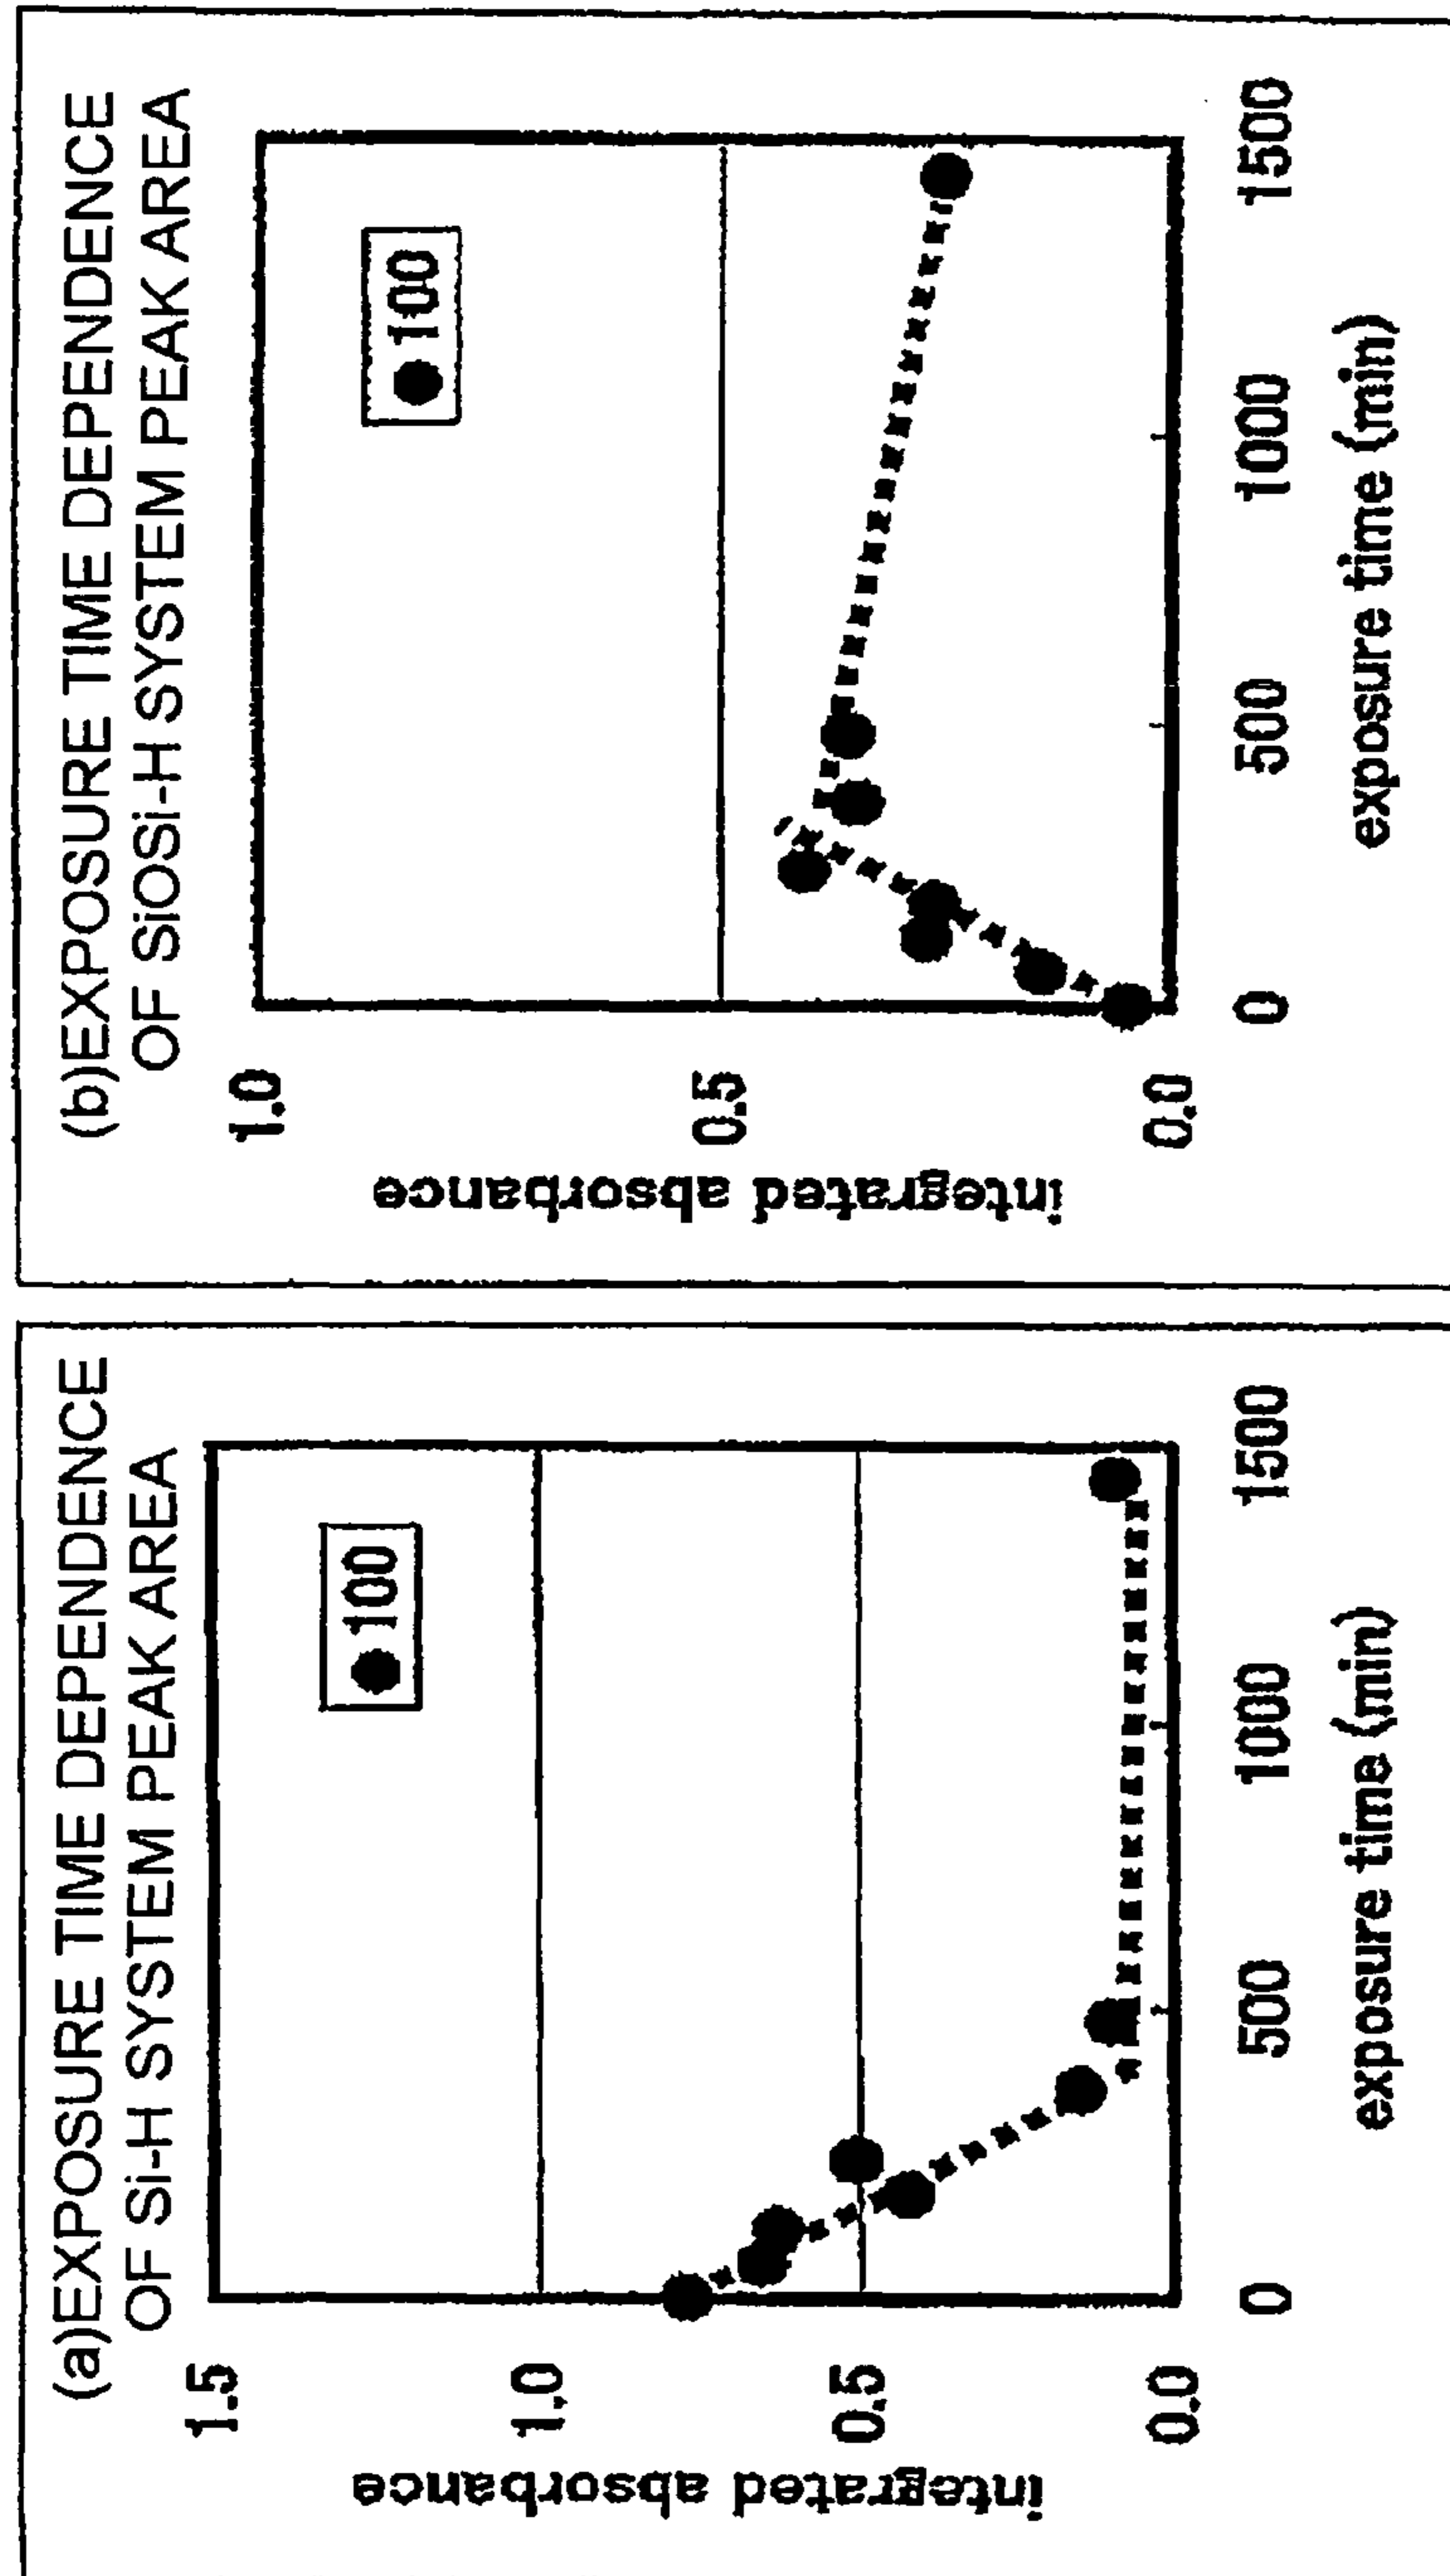 (a)EXPOSURE TIME DEPENDENCE
OF Si-H SYSTEM PEAK AREA
integrated absorbance
1.5
1.0
0.5
0.0
100
0 500 1000 1500
exposure time (min)
(b)EXPOSURE TIME DEPENDENCE
OF SiOSi-H SYSTEM PEAK AREA
integrated absorbance
1.0
0.5
0.0
100
0 500 1000 1500
exposure time (min)